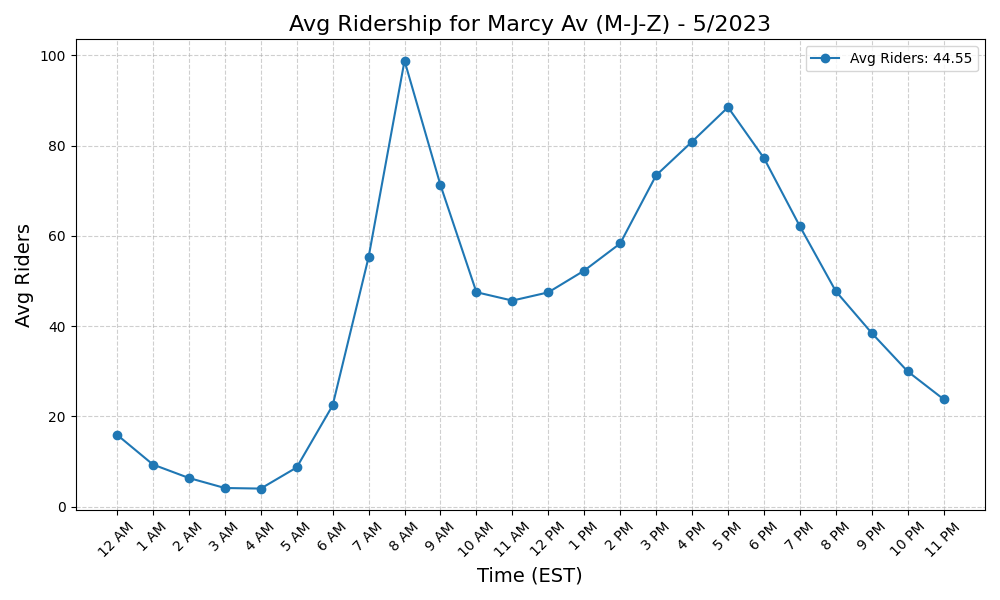 Avg Ridership for Marcy Av (M-J-Z) - 5/2023
Avg Riders: 44.55
100
80
60
40
20
0
Avg Riders
12 AM
1 AM
2 AM
3 AM
4 AM
5 AM
6 AM
7 AM
8 AM
9 AM
10 AM
11 AM
12 PM
1 PM
2 PM
3 PM
4 PM
5 PM
6 PM
7 PM
8 PM
9 PM
10 PM
11 PM
Time (EST)